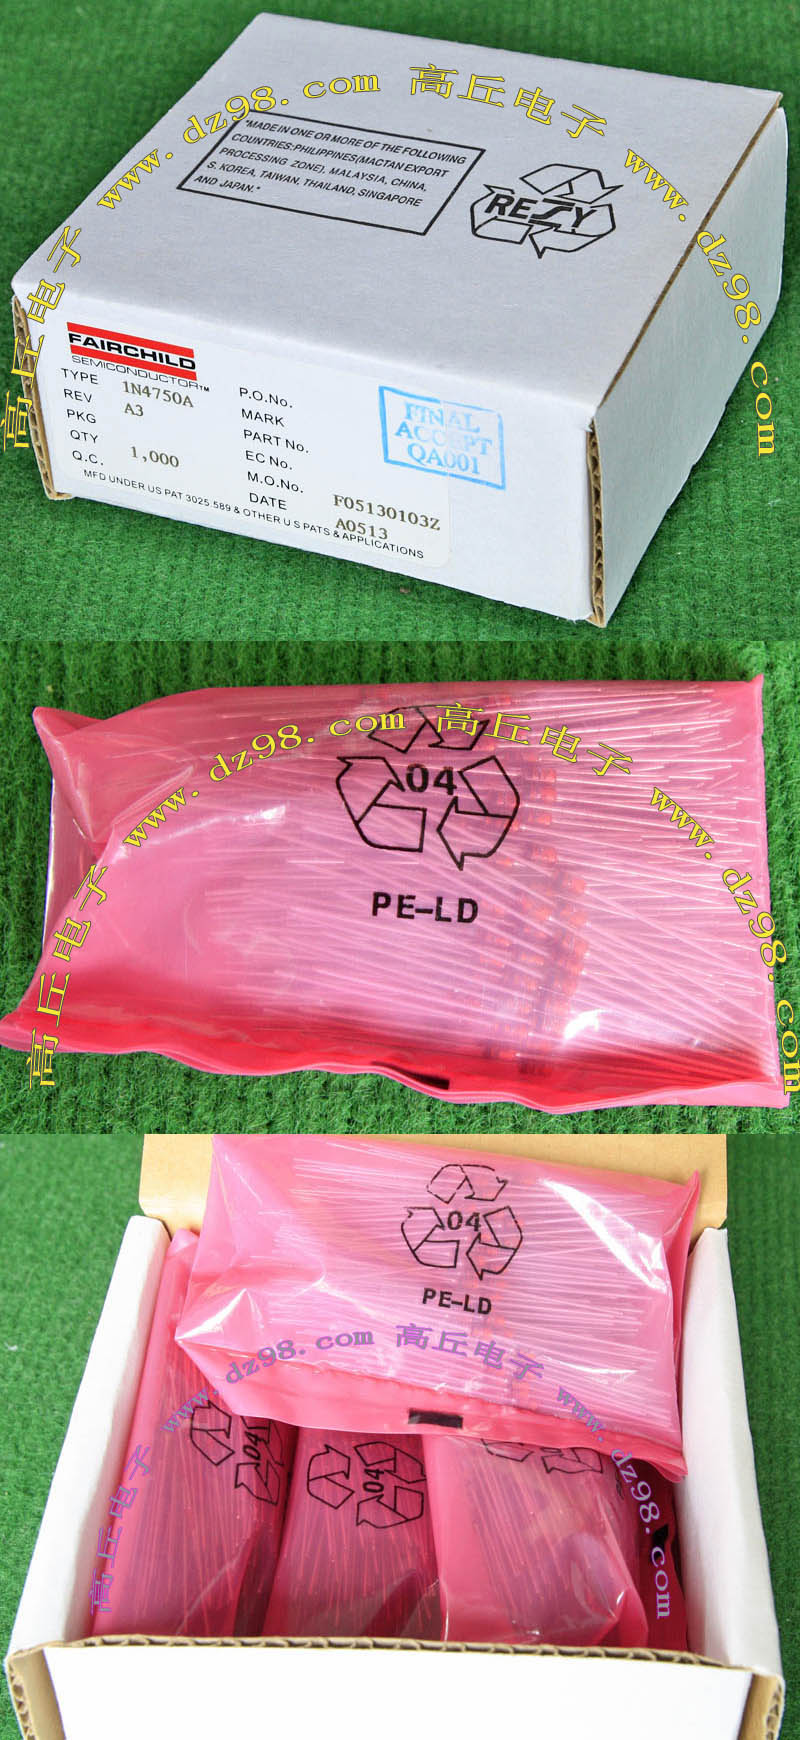 www.dz98.com 高丘电子 www.dz98.com
高丘电子
"MADE IN ONE OR MORE OF THE FOLLOWING
COUNTRIES:PHILIPPINES(MACTAN EXPORT
PROCESSING ZONE), MALAYSIA, CHINA,
S. KOREA, TAIWAN, THAILAND, SINGAPORE
AND JAPAN."
RESY
FAIRCHILD
SEMICONDUCTOR™
TYPE 1N4750A
REV A3
PKG
QTY 1,000
Q.C.
P.O.No.
MARK
PART No.
EC No.
M.O.No. F05130103Z
DATE A0513
MFD UNDER US PAT 3025.589 & OTHER U S PATS & APPLICATIONS
FINAL
ACCEPT
QA001
www.dz98.com 高丘电子 www.dz98.com
高丘电子
04
PE-LD
04
PE-LD
www.dz98.com 高丘电子 www.dz98.com
高丘电子
04
04